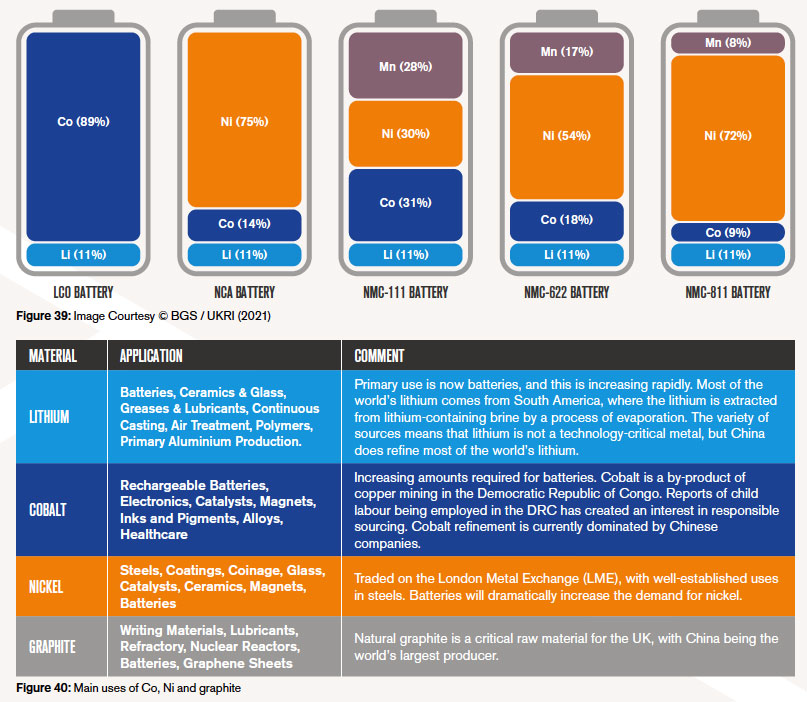 Co (89%)
Li (11%)
LCO BATTERY
Ni (75%)
Co (14%)
Li (11%)
NCA BATTERY
Mn (28%)
Ni (30%)
Co (31%)
Li (11%)
NMC-111 BATTERY
Mn (17%)
Ni (54%)
Co (18%)
Li (11%)
NMC-622 BATTERY
Mn (8%)
Ni (72%)
Co (9%)
Li (11%)
NMC-811 BATTERY
Figure 39: Image Courtesy © BGS / UKRI (2021)
MATERIAL
APPLICATION
COMMENT
LITHIUM
Batteries, Ceramics & Glass,
Greases & Lubricants, Continuous
Casting, Air Treatment, Polymers,
Primary Aluminium Production.
Primary use is now batteries, and this is increasing rapidly. Most of the
world's lithium comes from South America, where the lithium is extracted
from lithium-containing brine by a process of evaporation. The variety of
sources means that lithium is not a technology-critical metal, but China
does refine most of the world's lithium.
COBALT
Rechargeable Batteries,
Electronics, Catalysts, Magnets,
Inks and Pigments, Alloys,
Healthcare
Increasing amounts required for batteries. Cobalt is a by-product of
copper mining in the Democratic Republic of Congo. Reports of child
labour being employed in the DRC has created an interest in responsible
sourcing. Cobalt refinement is currently dominated by Chinese
companies.
NICKEL
Steels, Coatings, Coinage, Glass,
Catalysts, Ceramics, Magnets,
Batteries
Traded on the London Metal Exchange (LME), with well-established uses
in steels. Batteries will dramatically increase the demand for nickel.
GRAPHITE
Writing Materials, Lubricants,
Refractory, Nuclear Reactors,
Batteries, Graphene Sheets
Natural graphite is a critical raw material for the UK, with China being the
world's largest producer.
Figure 40: Main uses of Co, Ni and graphite